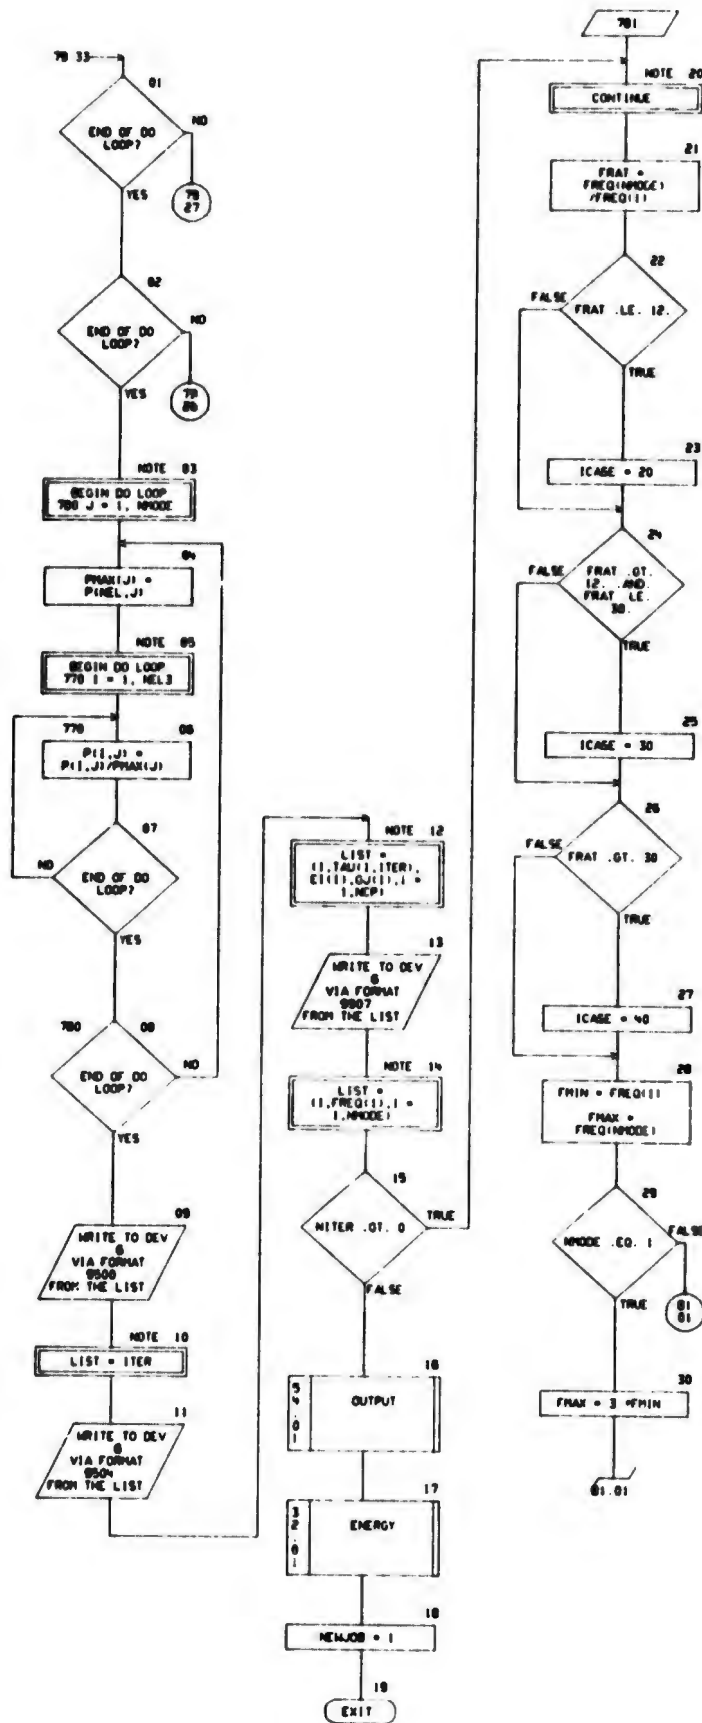 78 33
01
END OF DO
LOOP?
NO
78
27
YES
02
END OF DO
LOOP?
NO
78
26
YES
NOTE 03
BEGIN DO LOOP
780 J = 1, NMODE
04
PMAX(J) =
P(NEL,J)
NOTE 05
BEGIN DO LOOP
770 I = 1, NEL3
770
06
P(I,J) =
P(I,J)/PMAX(J)
07
END OF DO
LOOP?
NO
YES
780
08
END OF DO
LOOP?
NO
YES
09
WRITE TO DEV
6
VIA FORMAT
9508
FROM THE LIST
NOTE 10
LIST = ITER
11
WRITE TO DEV
6
VIA FORMAT
9504
FROM THE LIST
NOTE 12
LIST =
(I,TAU(I,ITER),
EI(I),GJ(I),I =
1,NEP)
13
WRITE TO DEV
6
VIA FORMAT
9907
FROM THE LIST
NOTE 14
LIST =
(I,FREQ(I),I =
1,NMODE)
15
NITER .GT. 0
TRUE
FALSE
16
54.01
OUTPUT
17
32.01
ENERGY
18
NEWJOB = 1
19
EXIT
781
NOTE 20
CONTINUE
21
FRAT =
FREQ(NMODE)
/FREQ(1)
22
FALSE
FRAT .LE. 12.
TRUE
23
ICASE = 20
24
FALSE
FRAT .GT.
12. .AND.
FRAT .LE.
30.
TRUE
25
ICASE = 30
26
FALSE
FRAT .GT. 30
TRUE
27
ICASE = 40
28
FMIN = FREQ(1)
FMAX =
FREQ(NMODE)
29
NMODE .EQ. 1
FALSE
81
01
TRUE
30
FMAX = 3 *FMIN
81.01